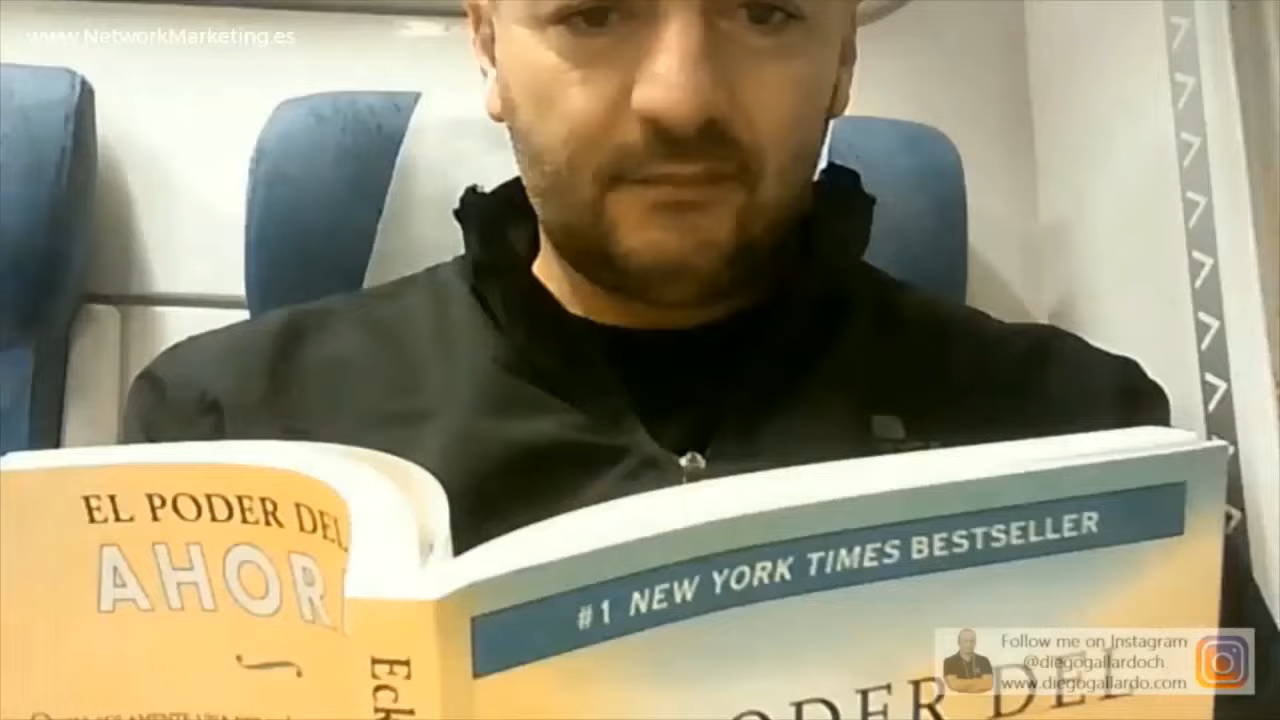 www.NetworkMarketing.es
EL PODER DEL
AHOR
Eck
#1 NEW YORK TIMES BESTSELLER
ODER DEL
Follow me on Instagram
@diegogallardoch
www.diegogallardo.com